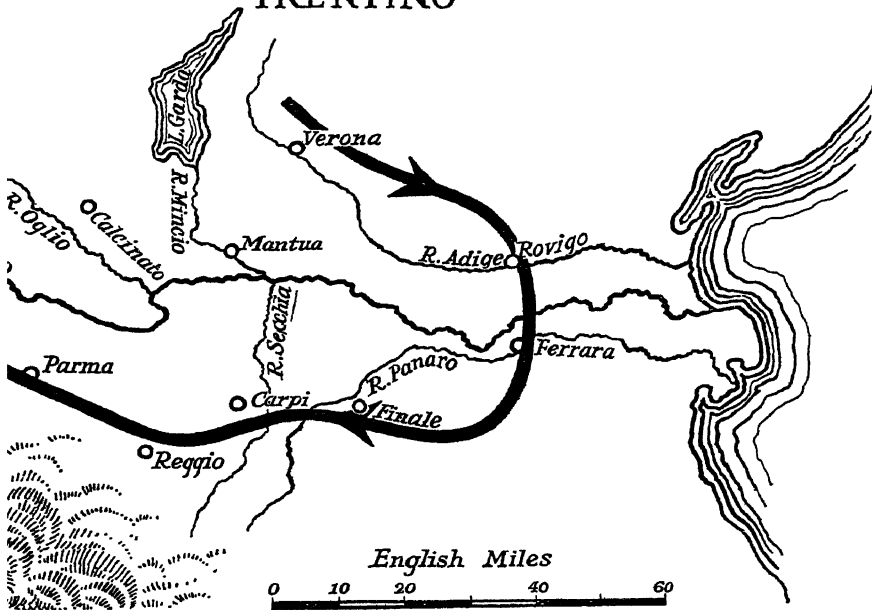 TRENTINO
L. Garda
Verona
R. Mincio
R. Oglio
Calcinato
Mantua
R. Adige
Rovigo
R. Secchia
Parma
R. Panaro
Ferrara
Carpi
Finale
Reggio
English Miles
0 13 20 40 60